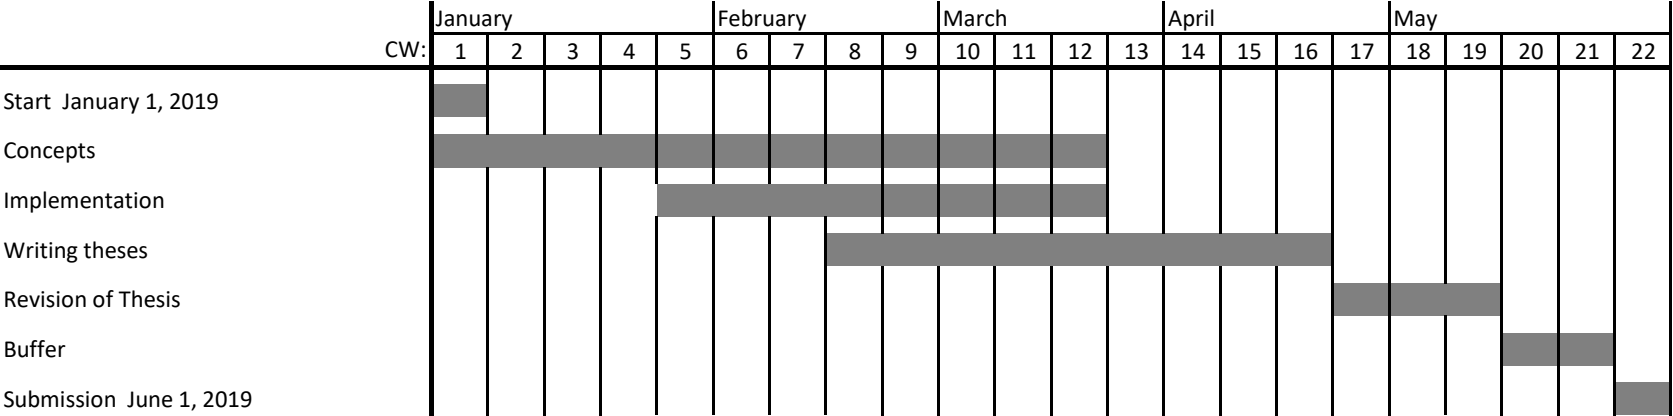 January February March April May
CW: 1 2 3 4 5 6 7 8 9 10 11 12 13 14 15 16 17 18 19 20 21 22
Start January 1, 2019
Concepts
Implementation
Writing theses
Revision of Thesis
Buffer
Submission June 1, 2019